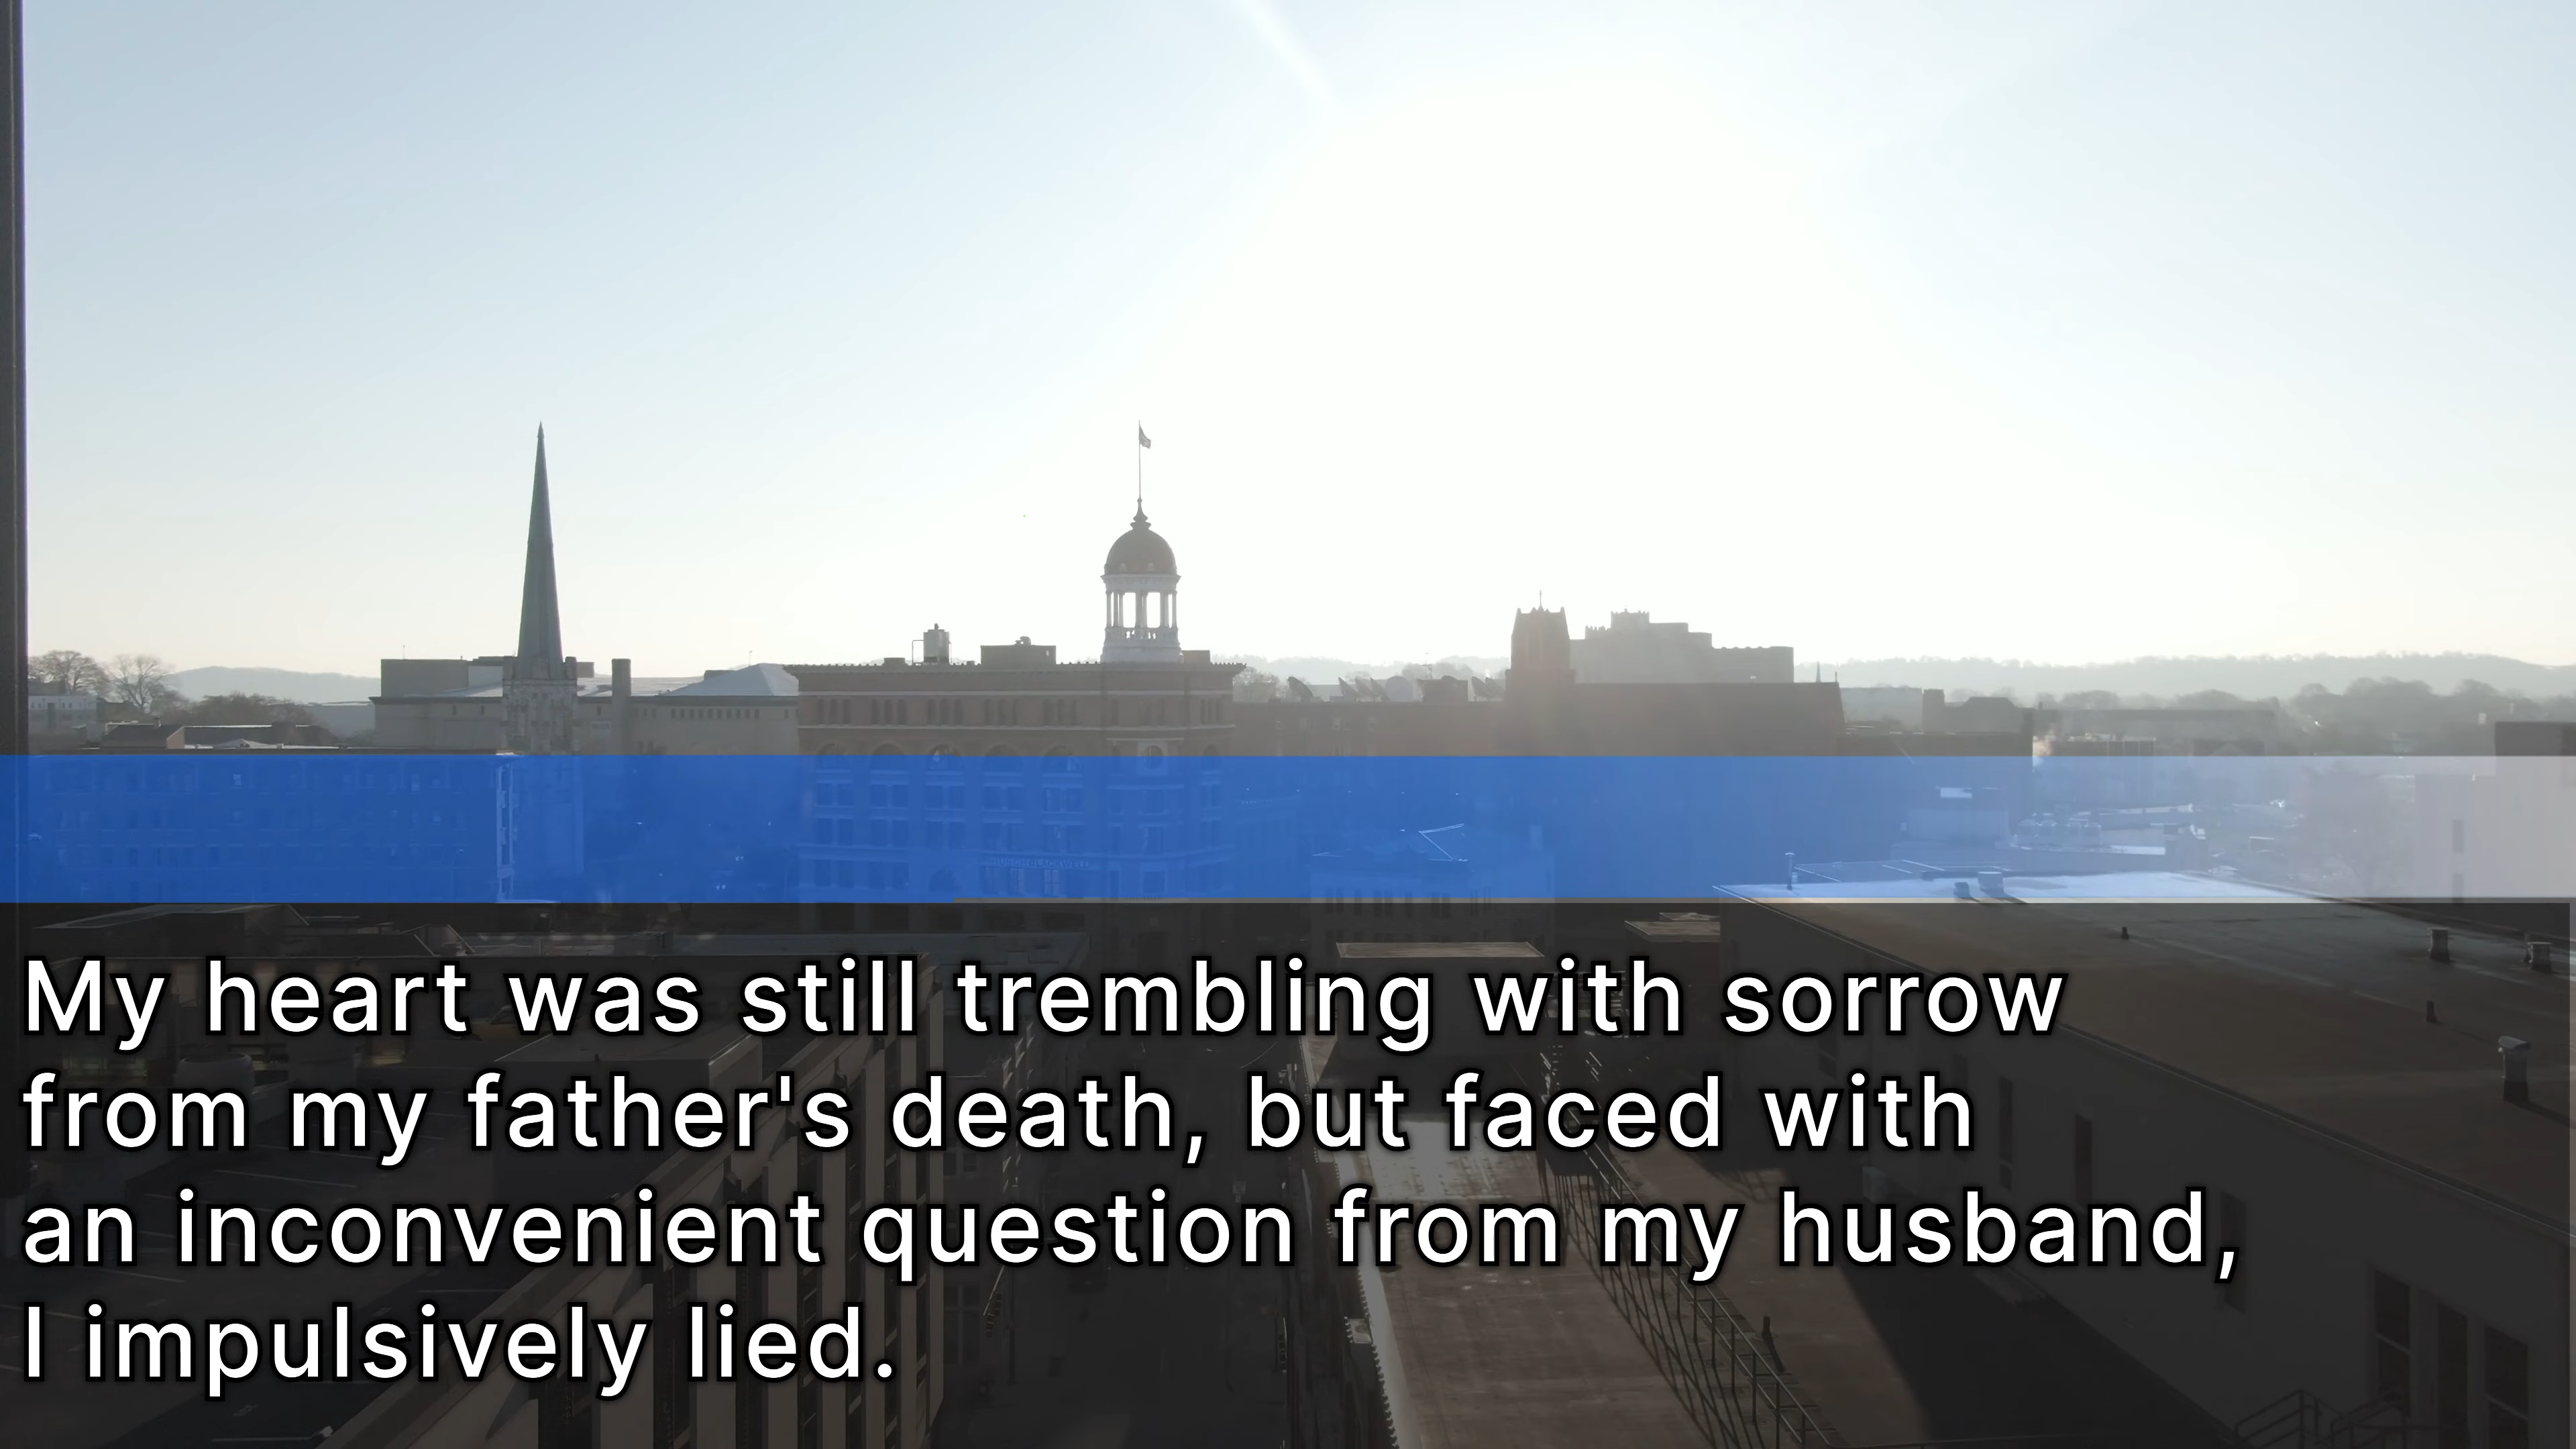 My heart was still trembling with sorrow
from my father's death, but faced with
an inconvenient question from my husband,
I impulsively lied.